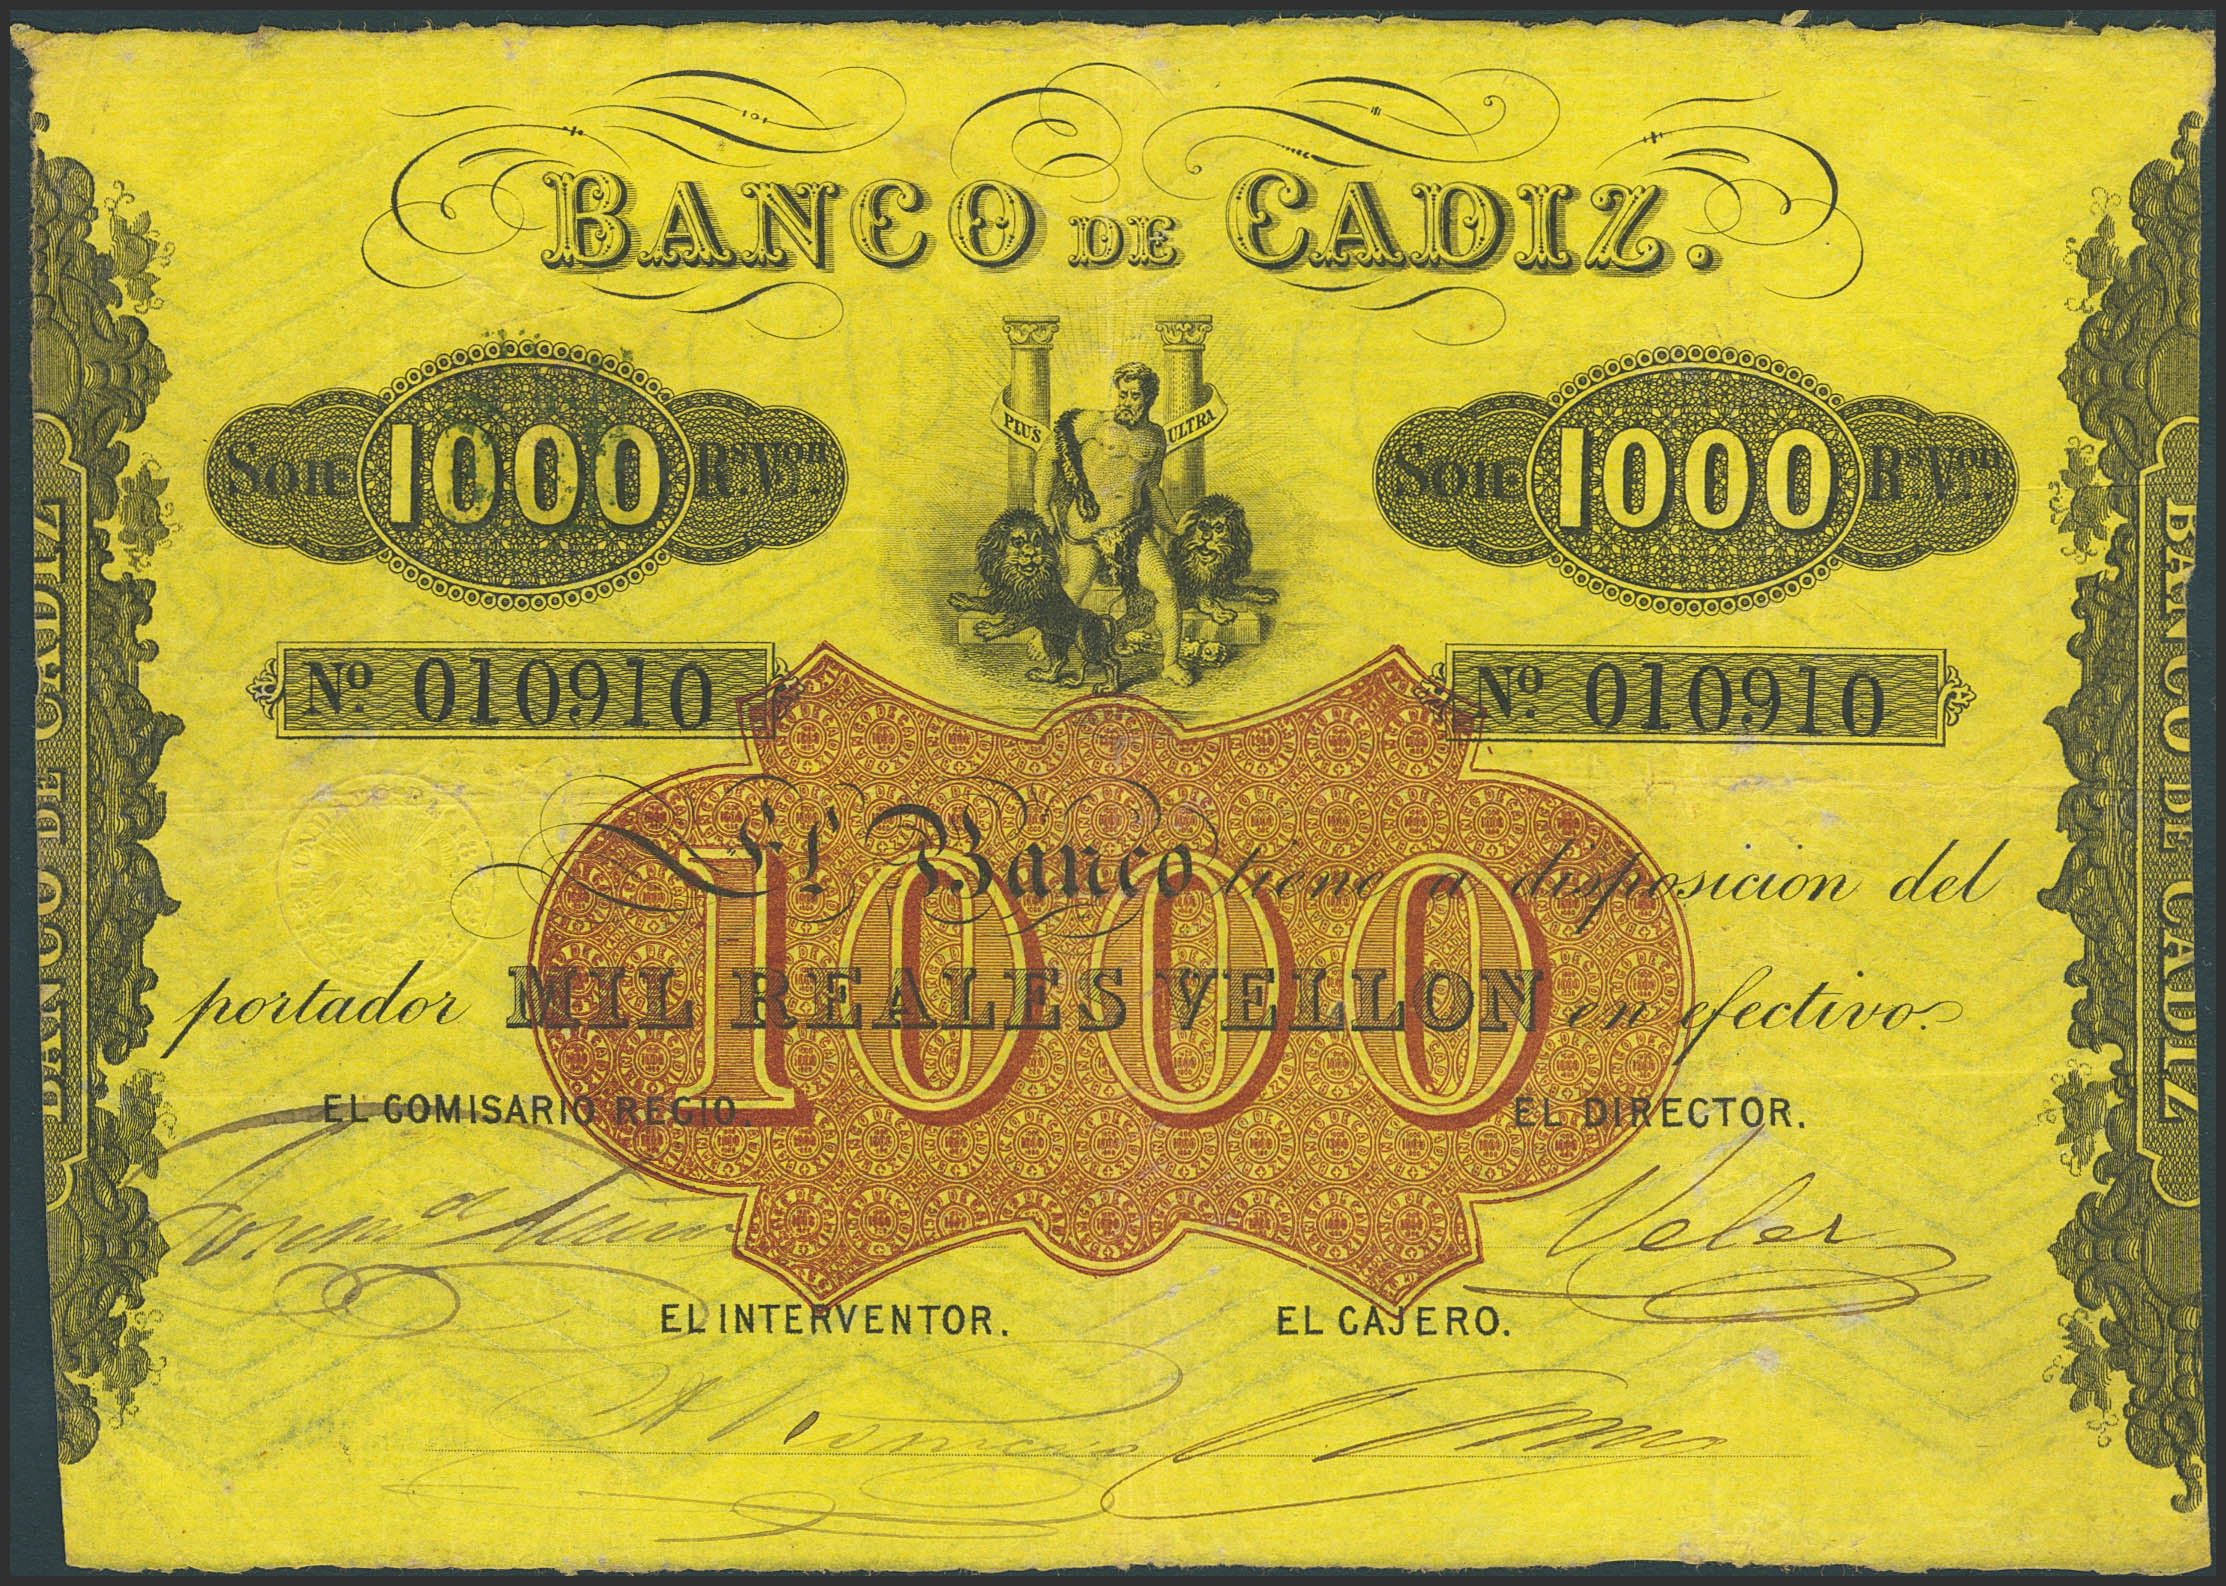 BANCO DE CADIZ.
PLUS ULTRA
Son 1000 Rs. Von.
Son 1000 Rs. Von.
No. 010910
No. 010910
El Banco tiene a disposicion del
portador MIL REALES VELLON en efectivo.
1000
EL COMISARIO REGIO.
EL DIRECTOR.
EL INTERVENTOR.
EL CAJERO.
BANCO DE CADIZ
BANCO DE CADIZ